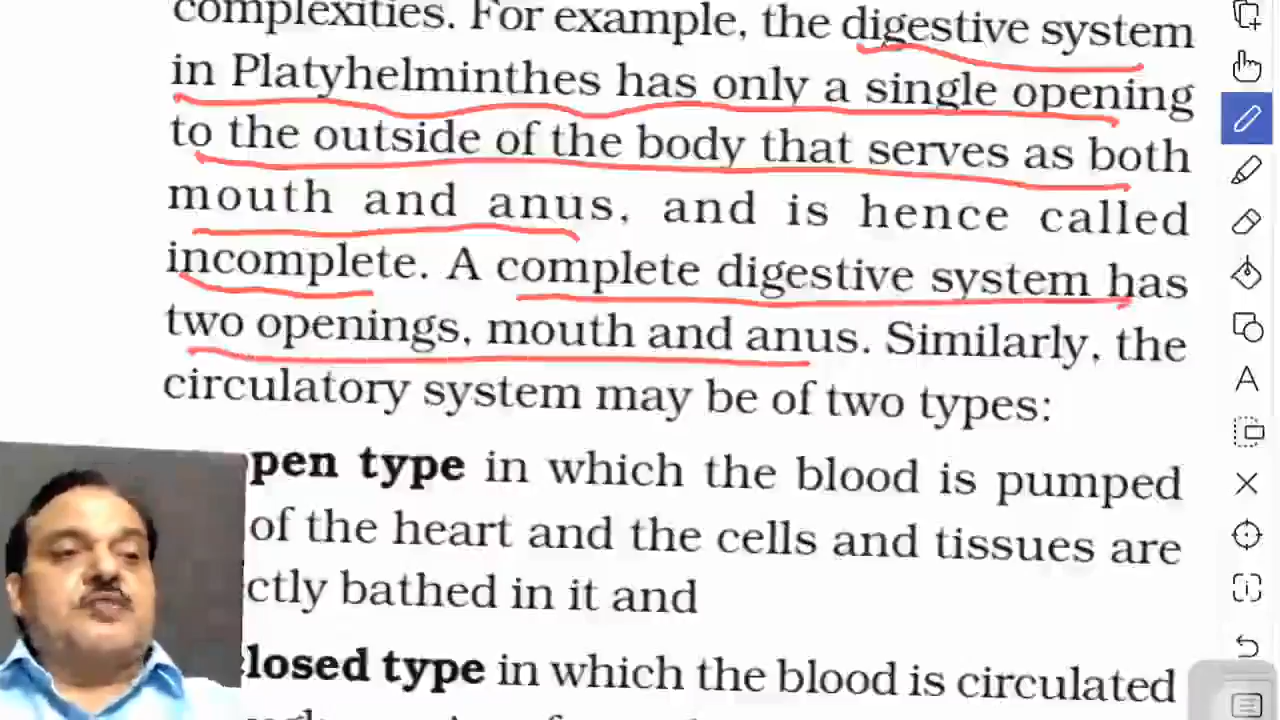 complexities. For example, the digestive system
in Platyhelminthes has only a single opening
to the outside of the body that serves as both
mouth and anus, and is hence called
incomplete. A complete digestive system has
two openings, mouth and anus. Similarly, the
circulatory system may be of two types:
pen type in which the blood is pumped
of the heart and the cells and tissues are
ctly bathed in it and
losed type in which the blood is circulated